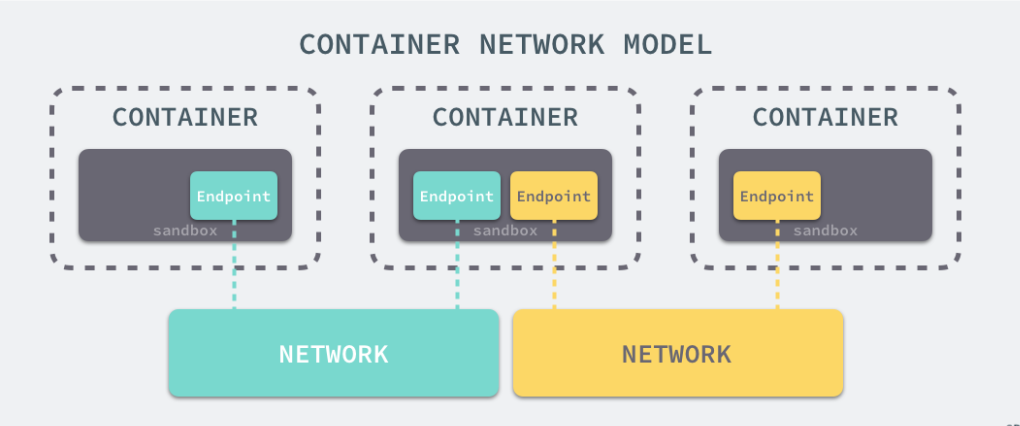 CONTAINER NETWORK MODEL
CONTAINER
CONTAINER
CONTAINER
Endpoint
Endpoint
Endpoint
Endpoint
sandbox
sandbox
sandbox
NETWORK
NETWORK